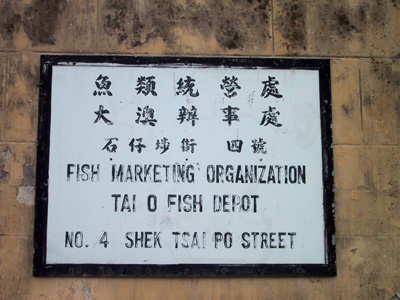 魚類統營處
大澳辦事處
石仔埗街 四號
FISH MARKETING ORGANIZATION
TAI O FISH DEPOT
NO. 4 SHEK TSAI PO STREET